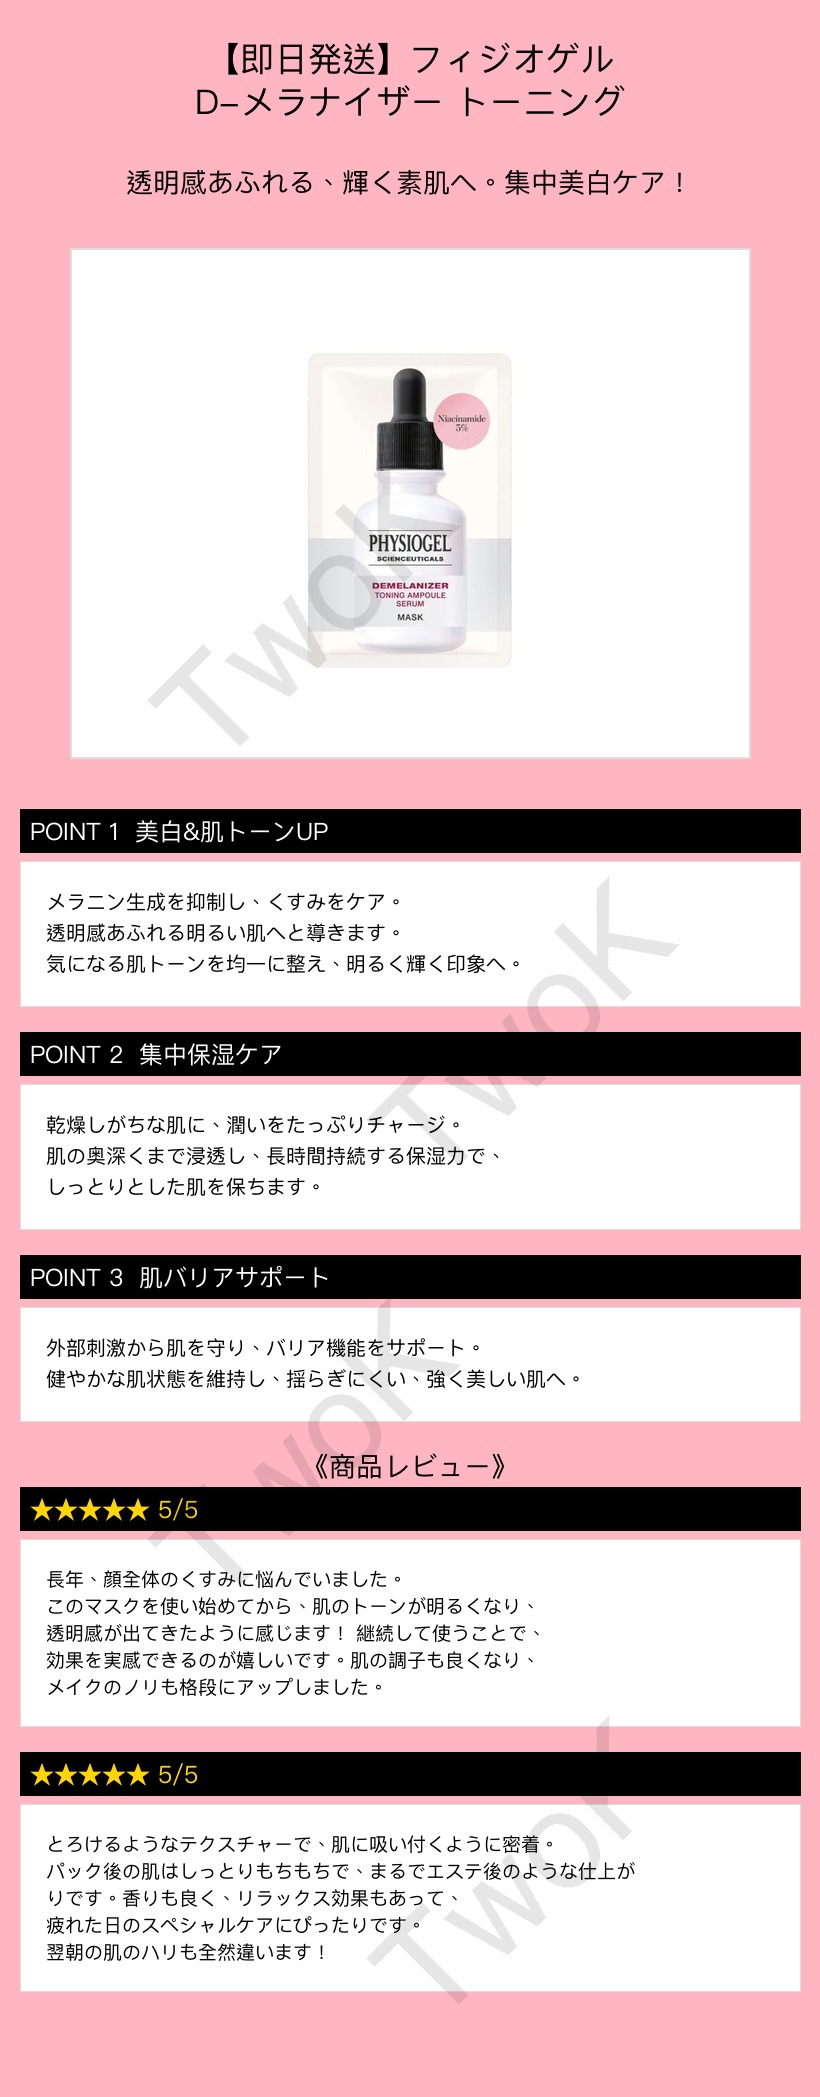 【即日発送】フィジオゲル
D–メラナイザー トーニング
透明感あふれる、輝く素肌へ。集中美白ケア！
Niacinamide
5%
PHYSIOGEL
SCIENCEUTICALS
DEMELANIZER
TONING AMPOULE
SERUM
MASK
TwoK
POINT 1 美白&肌トーンUP
メラニン生成を抑制し、くすみをケア。
透明感あふれる明るい肌へと導きます。
気になる肌トーンを均一に整え、明るく輝く印象へ。
TwoK
POINT 2 集中保湿ケア
乾燥しがちな肌に、潤いをたっぷりチャージ。
肌の奥深くまで浸透し、長時間持続する保湿力で、
しっとりとした肌を保ちます。
POINT 3 肌バリアサポート
外部刺激から肌を守り、バリア機能をサポート。
健やかな肌状態を維持し、揺らぎにくい、強く美しい肌へ。
TwoK
《商品レビュー》
★★★★★ 5/5
長年、顔全体のくすみに悩んでいました。
このマスクを使い始めてから、肌のトーンが明るくなり、
透明感が出てきたように感じます！ 継続して使うことで、
効果を実感できるのが嬉しいです。肌の調子も良くなり、
メイクのノリも格段にアップしました。
★★★★★ 5/5
とろけるようなテクスチャーで、肌に吸い付くように密着。
パック後の肌はしっとりもちもちで、まるでエステ後のような仕上が
りです。香りも良く、リラックス効果もあって、
疲れた日のスペシャルケアにぴったりです。
翌朝の肌のハリも全然違います！
TwoK